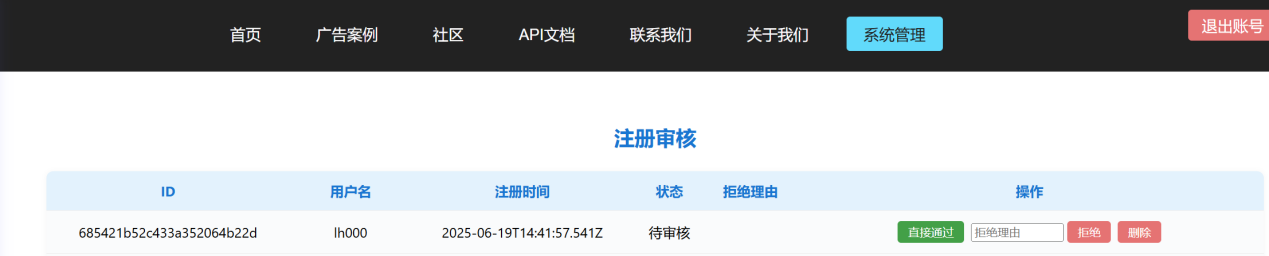 首页 广告案例 社区 API文档 联系我们 关于我们 系统管理 退出账号
注册审核
ID 用户名 注册时间 状态 拒绝理由 操作
685421b52c433a352064b22d lh000 2025-06-19T14:41:57.541Z 待审核 直接通过 拒绝理由 拒绝 删除